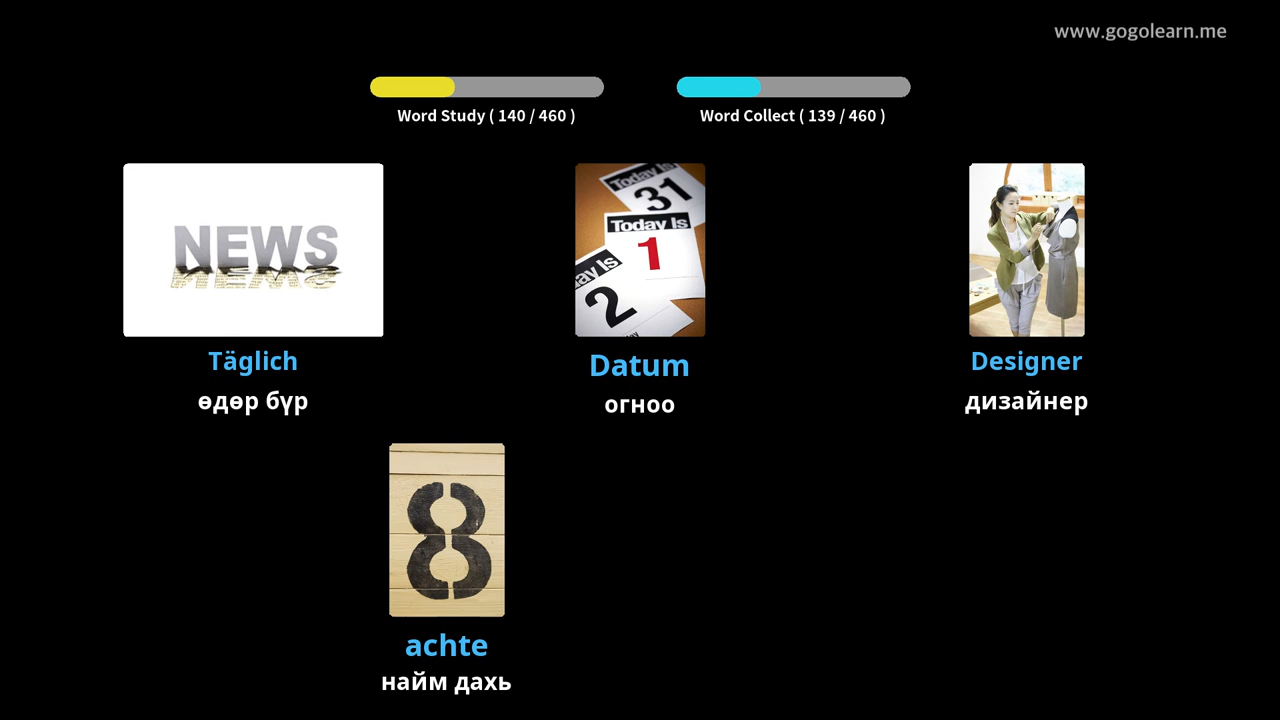 www.gogolearn.me
Word Study ( 140 / 460 )
Word Collect ( 139 / 460 )
NEWS
Today Is
31
Today Is
1
2
Täglich
өдөр бүр
Datum
огноо
Designer
дизайнер
8
achte
найм дахь